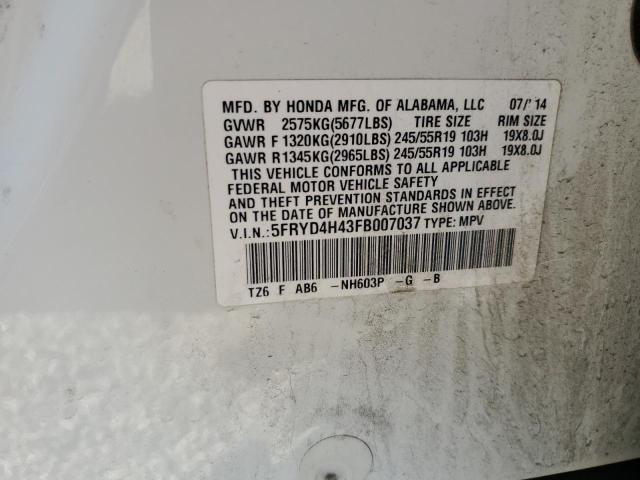 MFD. BY HONDA MFG. OF ALABAMA, LLC 07/'14
GVWR 2575KG(5677LBS) TIRE SIZE RIM SIZE
GAWR F 1320KG(2910LBS) 245/55R19 103H 19X8.0J
GAWR R1345KG(2965LBS) 245/55R19 103H 19X8.0J
THIS VEHICLE CONFORMS TO ALL APPLICABLE
FEDERAL MOTOR VEHICLE SAFETY
AND THEFT PREVENTION STANDARDS IN EFFECT
ON THE DATE OF MANUFACTURE SHOWN ABOVE.
V.I.N.:5FRYD4H43FB007037 TYPE: MPV
TZ6 F AB6 -NH603P -G -B